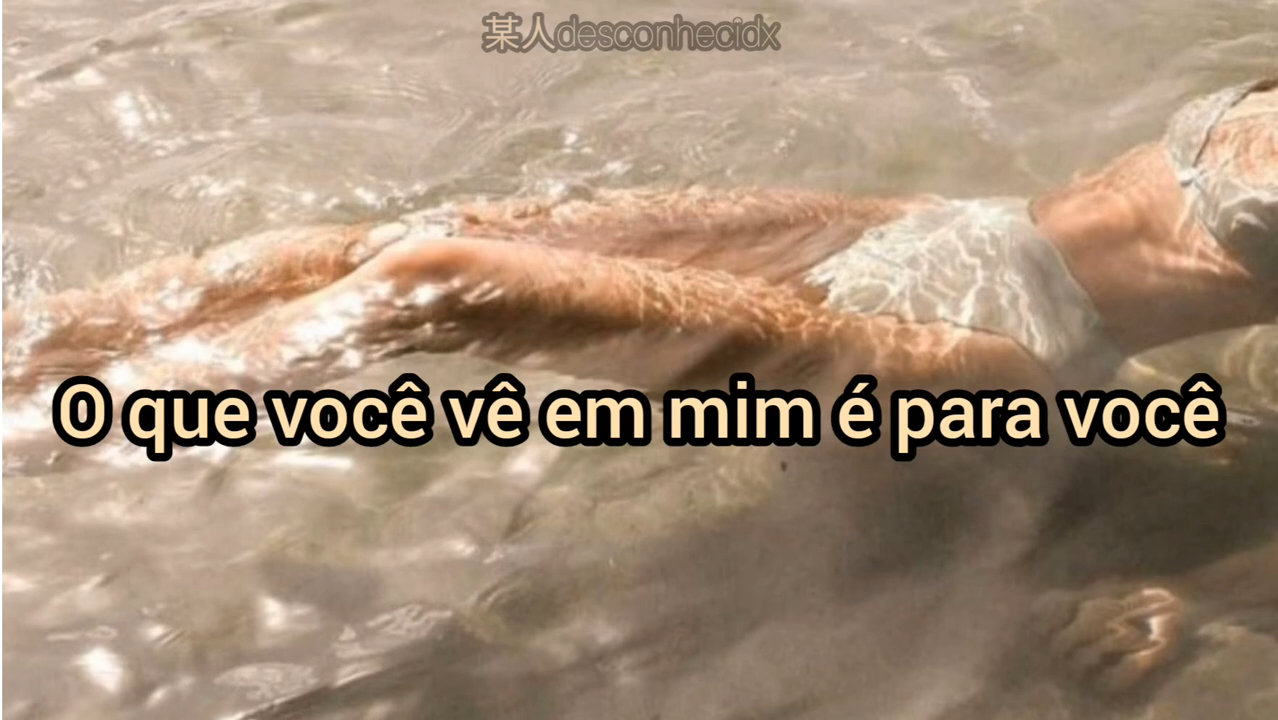 某人desconhecidx
O que você vê em mim é para você